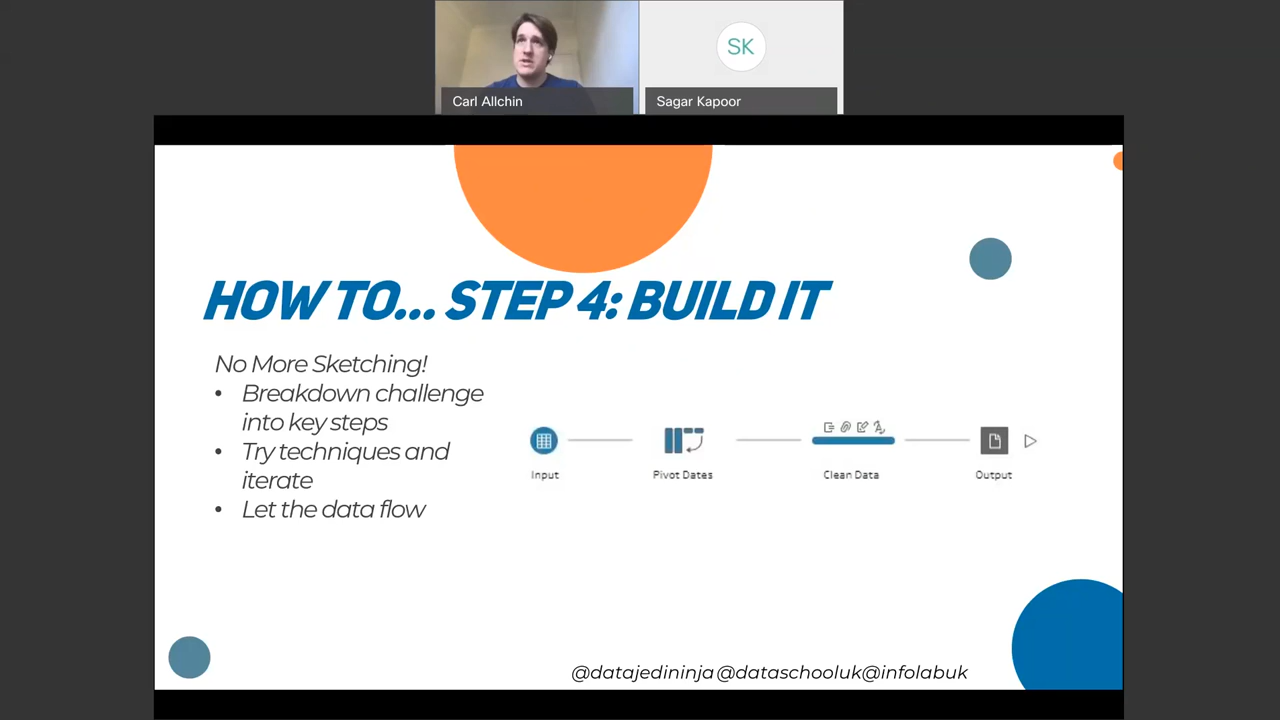 SK
Carl Allchin
Sagar Kapoor
HOW TO... STEP 4: BUILD IT
No More Sketching!
• Breakdown challenge
into key steps
• Try techniques and
iterate
• Let the data flow
Input
Pivot Dates
Clean Data
Output
@datajedininja @dataschooluk@infolabuk